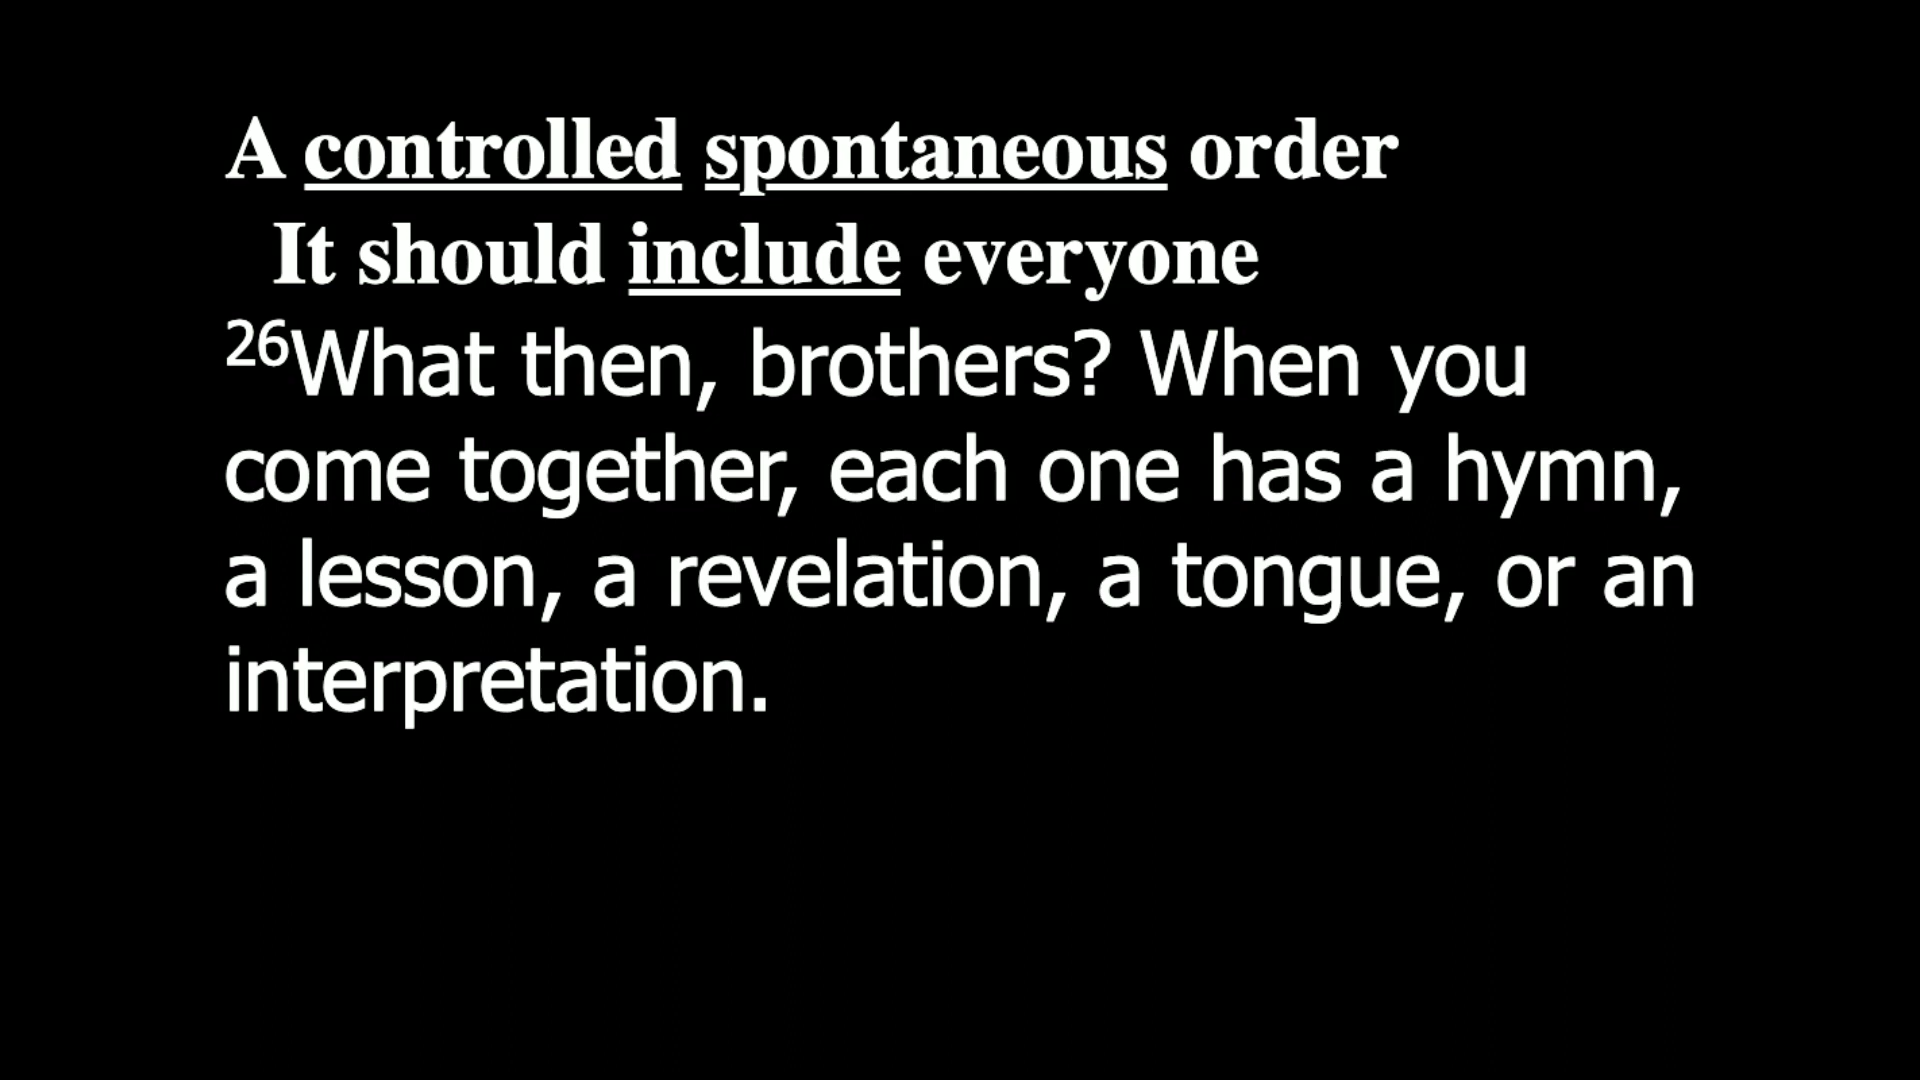 A controlled spontaneous order
It should include everyone
26What then, brothers? When you
come together, each one has a hymn,
a lesson, a revelation, a tongue, or an
interpretation.